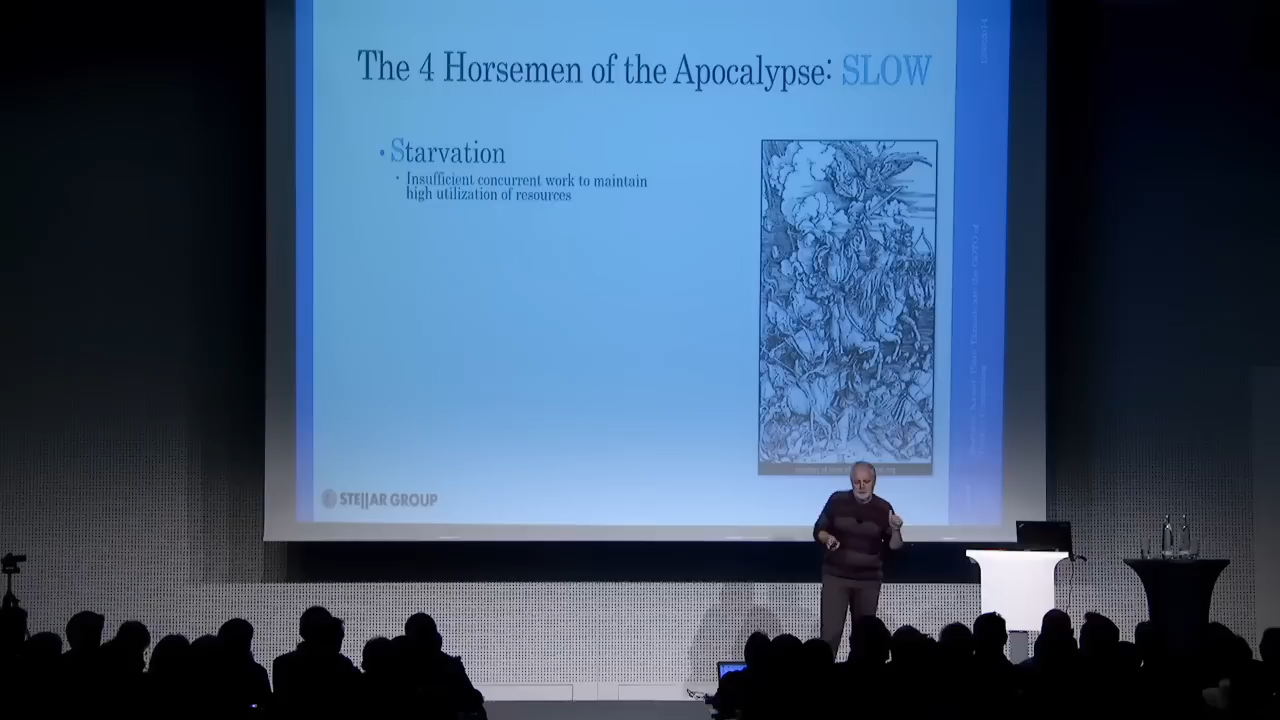 The 4 Horsemen of the Apocalypse: SLOW
• Starvation
• Insufficient concurrent work to maintain
high utilization of resources
STE||AR GROUP